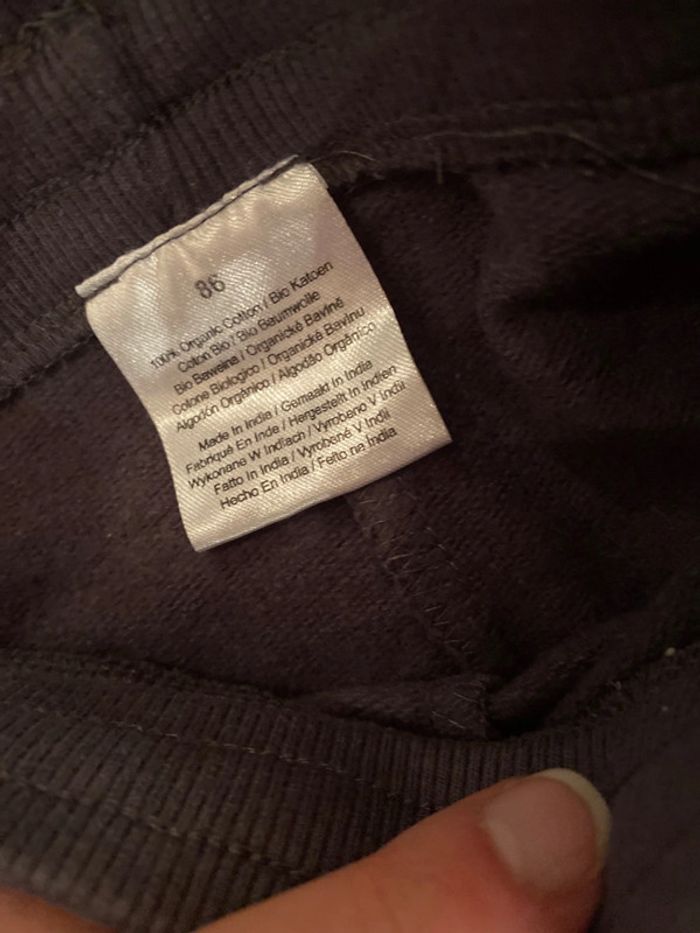 86
100% Organic Cotton / Bio Katoen
Coton Bio / Bio Baumwolle
Bio Bawełna / Organické Bavlně
Cotone Biologico / Organická Bavlnu
Algodón Orgánico / Algodão Orgânico
Made In India / Gemaakt In India
Fabriqué En Inde / Hergestellt In Indien
Wykonane W Indiach / Vyrobeno V Indii
Fatto In India / Vyrobené V Indii
Hecho En India / Feito na Índia